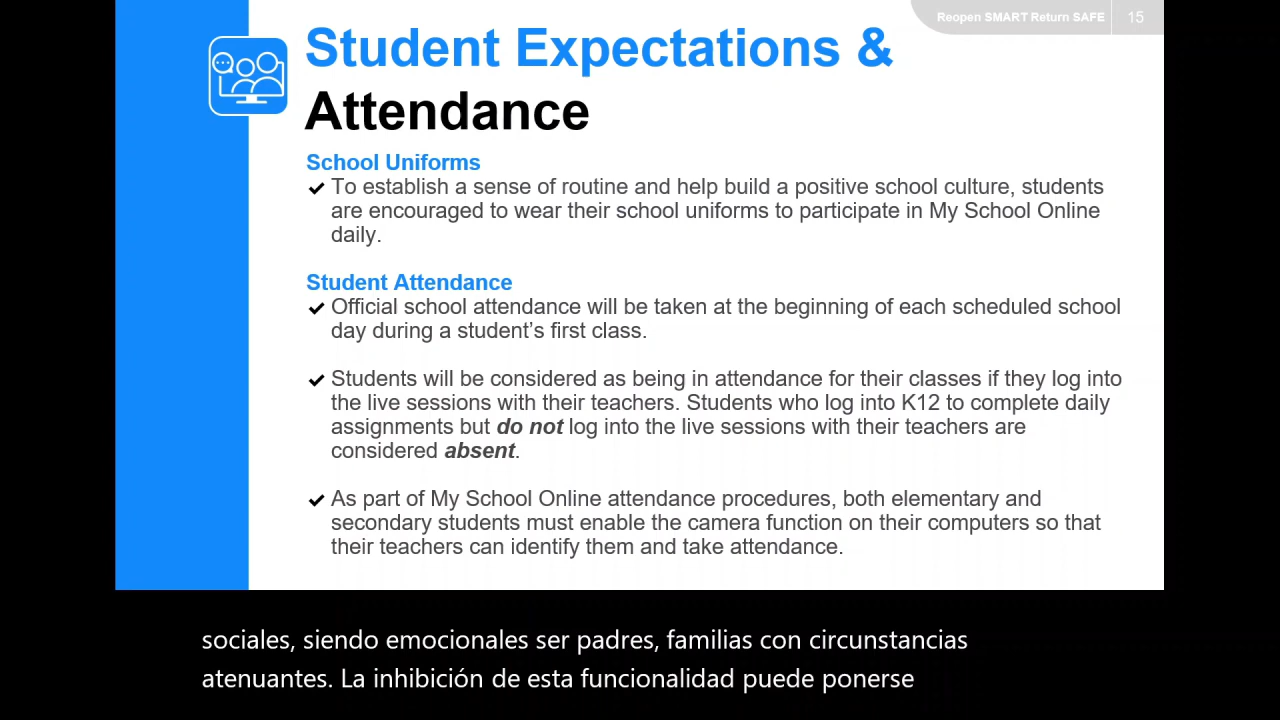 Reopen SMART Return SAFE 15
Student Expectations &
Attendance
School Uniforms
✔ To establish a sense of routine and help build a positive school culture, students
are encouraged to wear their school uniforms to participate in My School Online
daily.
Student Attendance
✔ Official school attendance will be taken at the beginning of each scheduled school
day during a student’s first class.
✔ Students will be considered as being in attendance for their classes if they log into
the live sessions with their teachers. Students who log into K12 to complete daily
assignments but do not log into the live sessions with their teachers are
considered absent.
✔ As part of My School Online attendance procedures, both elementary and
secondary students must enable the camera function on their computers so that
their teachers can identify them and take attendance.
sociales, siendo emocionales ser padres, familias con circunstancias
atenuantes. La inhibición de esta funcionalidad puede ponerse